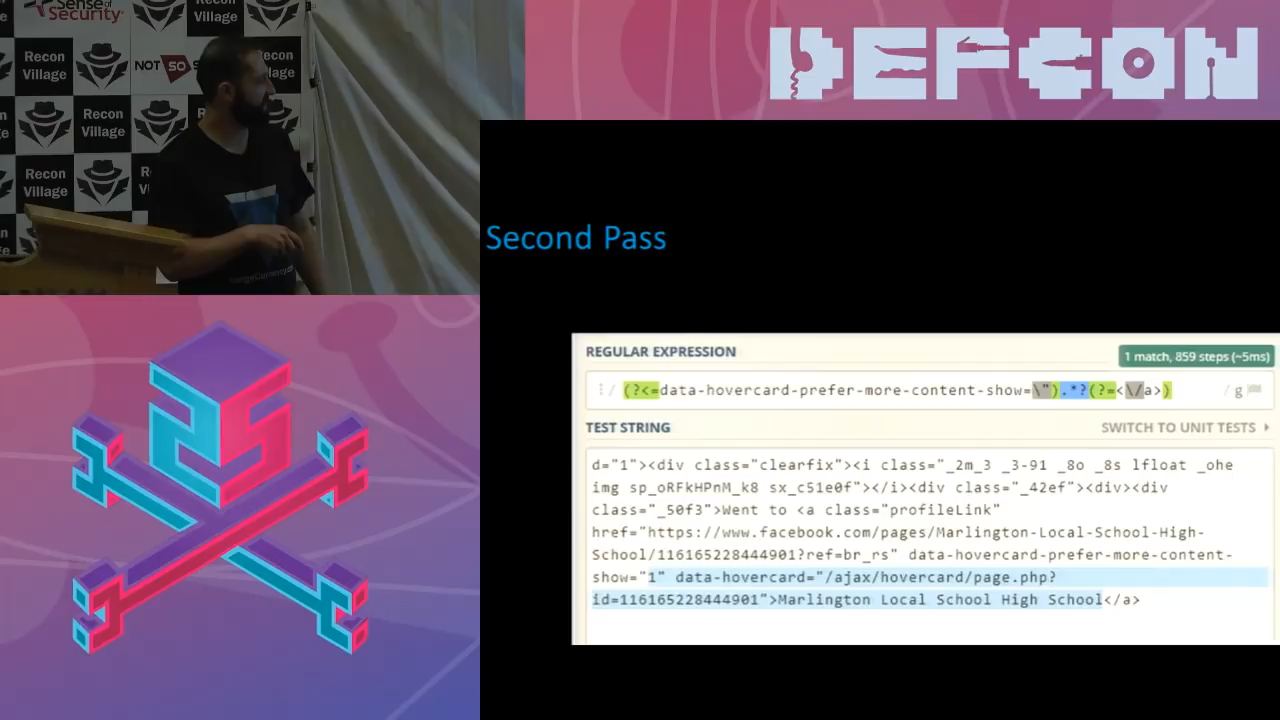 Sense of
Security
Recon
Village
Recon
Village
NOT SO
Recon
Village
Recon
Village
Recon
Village
DEFCON
Second Pass
REGULAR EXPRESSION
1 match, 859 steps (~5ms)
/ (?<=data-hovercard-prefer-more-content-show=\").*?(?=<\/a>) / g
TEST STRING
SWITCH TO UNIT TESTS
d="1"><div class="clearfix"><i class="_2m_3 _3-91 _8o _8s lfloat _ohe
img sp_oRFkHPnM_k8 sx_c51e0f"></i><div class="_42ef"><div><div
class="_50f3">Went to <a class="profileLink"
href="https://www.facebook.com/pages/Marlington-Local-School-High-
School/116165228444901?ref=br_rs" data-hovercard-prefer-more-content-
show="1" data-hovercard="/ajax/hovercard/page.php?
id=116165228444901">Marlington Local School High School</a>